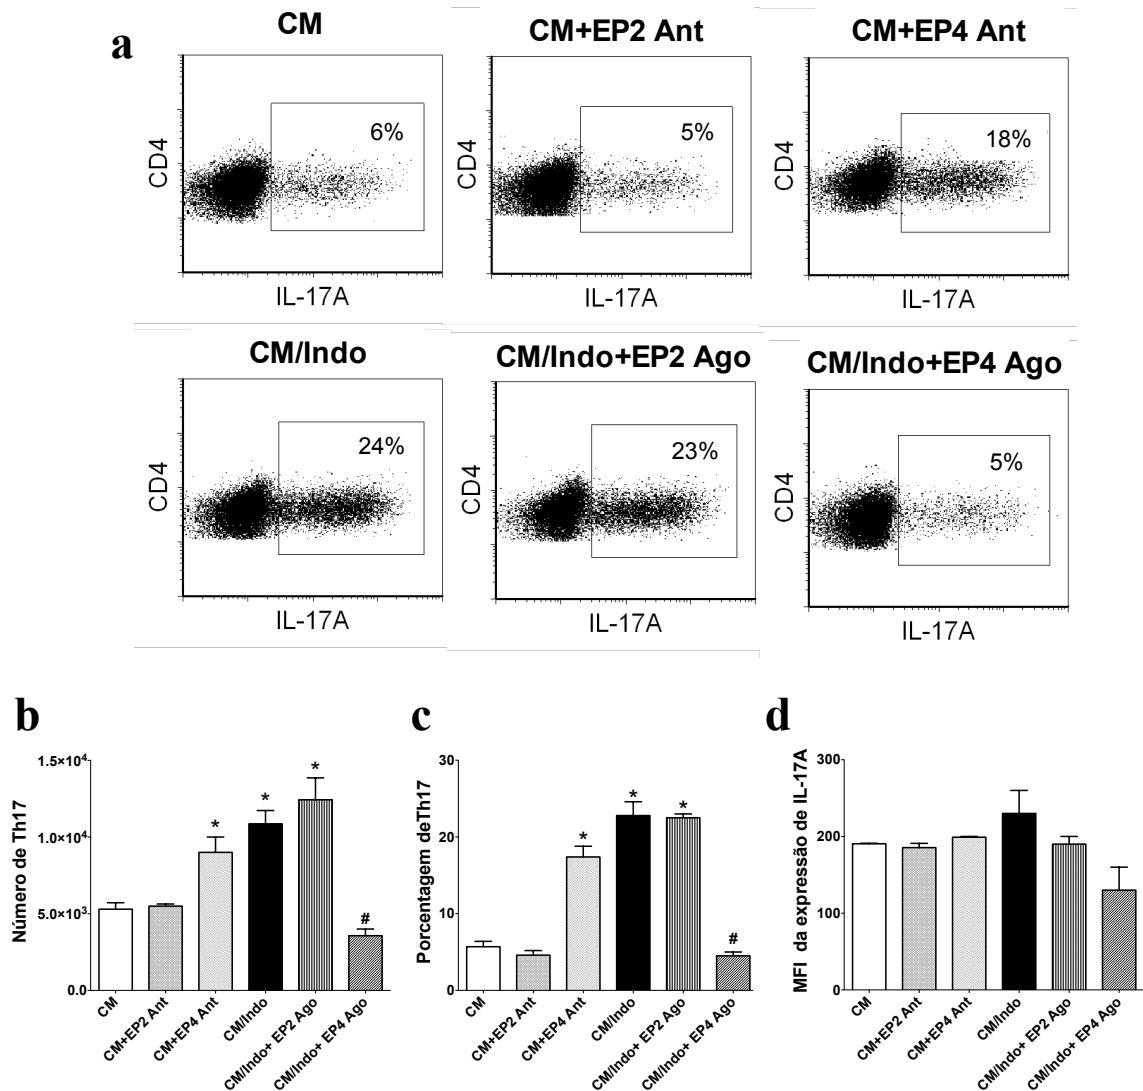 a
CM
CM+EP2 Ant
CM+EP4 Ant
CD4
6%
IL-17A
CD4
5%
IL-17A
CD4
18%
IL-17A
CM/Indo
CM/Indo+EP2 Ago
CM/Indo+EP4 Ago
CD4
24%
IL-17A
CD4
23%
IL-17A
CD4
5%
IL-17A
b
Número de Th17
1.5×10⁴
1.0×10⁴
5.0×10³
0.0
* * * #
CM
CM+EP2 Ant
CM+EP4 Ant
CM/Indo
CM/Indo+ EP2 Ago
CM/Indo+ EP4 Ago
c
Porcentagem deTh17
30
20
10
0
* * * #
CM
CM+EP2 Ant
CM+EP4 Ant
CM/Indo
CM/Indo+ EP2 Ago
CM/Indo+ EP4 Ago
d
MFI da expressão de IL-17A
300
200
100
0
CM
CM+EP2 Ant
CM+EP4 Ant
CM/Indo
CM/Indo+ EP2 Ago
CM/Indo+ EP4 Ago